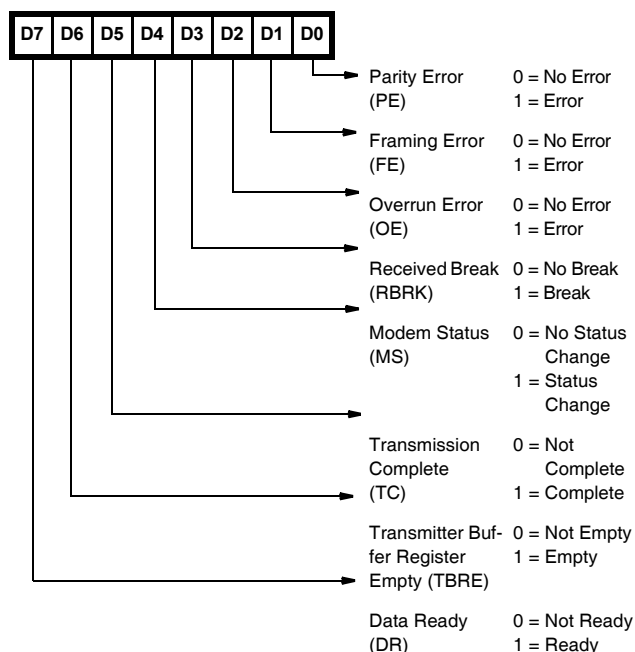 D7 D6 D5 D4 D3 D2 D1 D0
Parity Error 0 = No Error
(PE) 1 = Error
Framing Error 0 = No Error
(FE) 1 = Error
Overrun Error 0 = No Error
(OE) 1 = Error
Received Break 0 = No Break
(RBRK) 1 = Break
Modem Status 0 = No Status
(MS) Change
1 = Status
Change
Transmission 0 = Not
Complete Complete
(TC) 1 = Complete
Transmitter Buf- 0 = Not Empty
fer Register 1 = Empty
Empty (TBRE)
Data Ready 0 = Not Ready
(DR) 1 = Ready